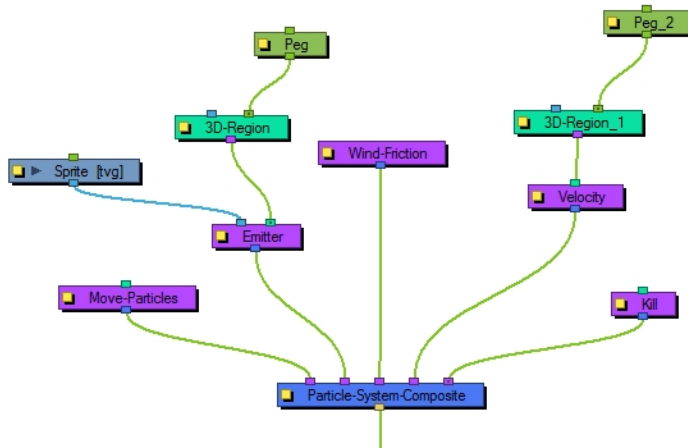 Peg_2
Peg
3D-Region
3D-Region_1
Wind-Friction
Sprite [tvg]
Velocity
Emitter
Move-Particles
Kill
Particle-System-Composite